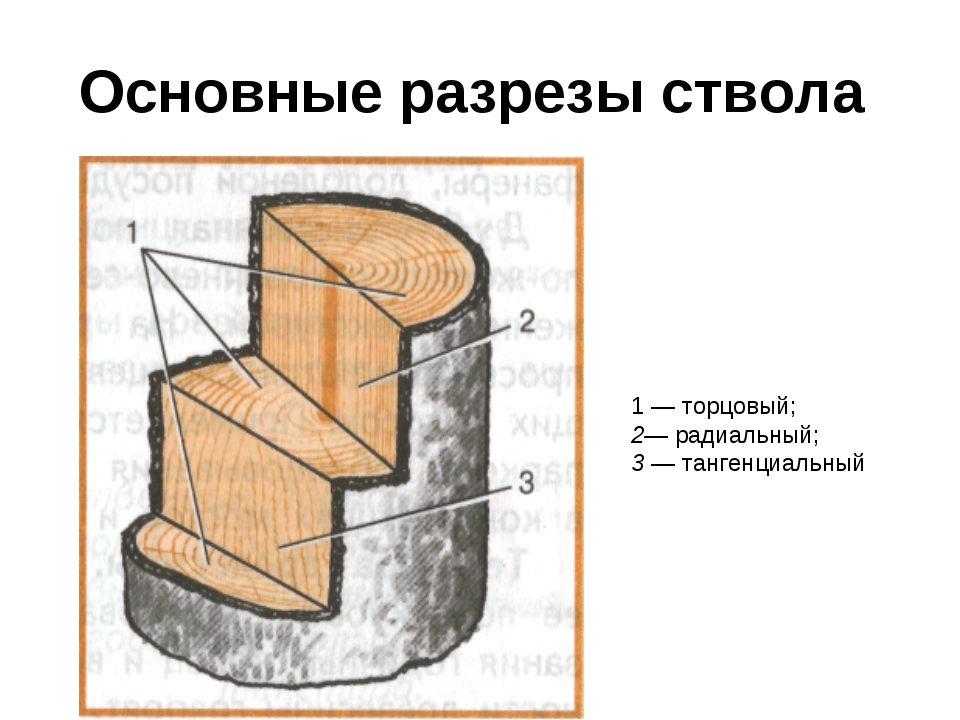 Основные разрезы ствола
1
2
3
1 — торцовый;
2— радиальный;
3 — тангенциальный